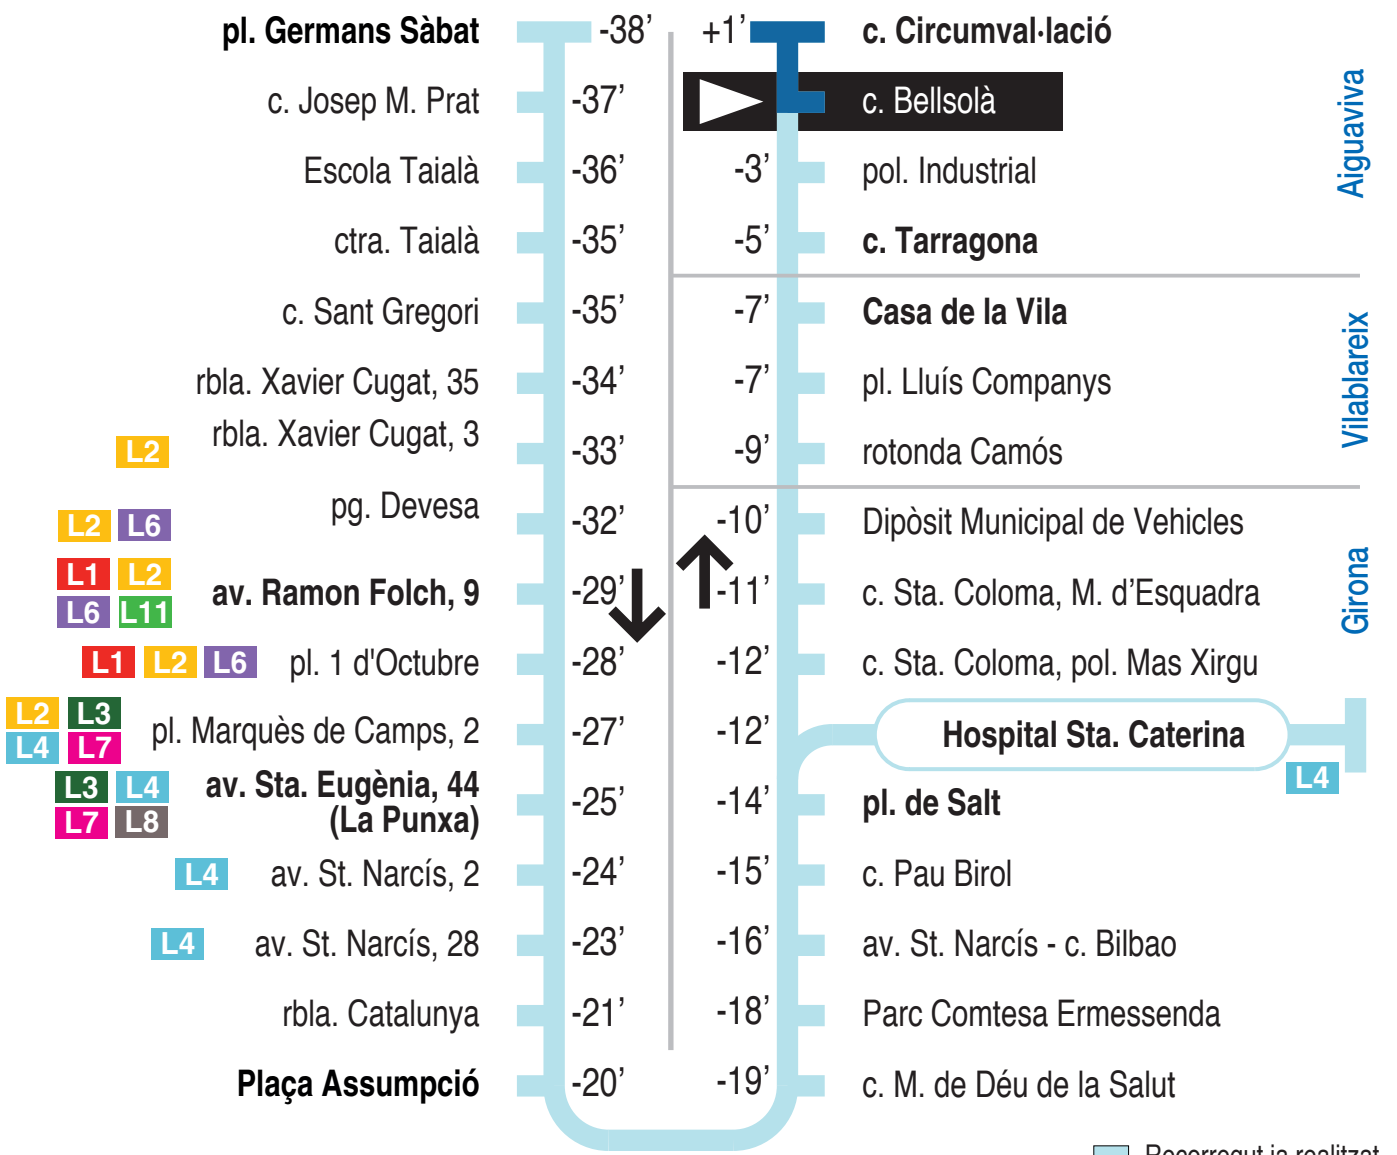 pl. Germans Sàbat -38’
c. Josep M. Prat -37’
Escola Taialà -36’
ctra. Taialà -35’
c. Sant Gregori -35’
rbla. Xavier Cugat, 35 -34’
rbla. Xavier Cugat, 3
L2 -33’
pg. Devesa
L2 L6 -32’
L1 L2
L6 L11
av. Ramon Folch, 9 -29’
L1 L2 L6 pl. 1 d'Octubre -28’
L2 L3
L4 L7
pl. Marquès de Camps, 2 -27’
L3 L4
L7 L8
av. Sta. Eugènia, 44
(La Punxa) -25’
L4 av. St. Narcís, 2 -24’
L4 av. St. Narcís, 28 -23’
rbla. Catalunya -21’
Plaça Assumpció -20’
+1’ c. Circumval·lació
c. Bellsolà
-3’ pol. Industrial
-5’ c. Tarragona
Aiguaviva
-7’ Casa de la Vila
-7’ pl. Lluís Companys
-9’ rotonda Camós
Vilablareix
-10’ Dipòsit Municipal de Vehicles
-11’ c. Sta. Coloma, M. d’Esquadra
-12’ c. Sta. Coloma, pol. Mas Xirgu
Girona
-12’ Hospital Sta. Caterina
L4
-14’ pl. de Salt
-15’ c. Pau Birol
-16’ av. St. Narcís - c. Bilbao
-18’ Parc Comtesa Ermessenda
-19’ c. M. de Déu de la Salut
Recorregut ja realitzat